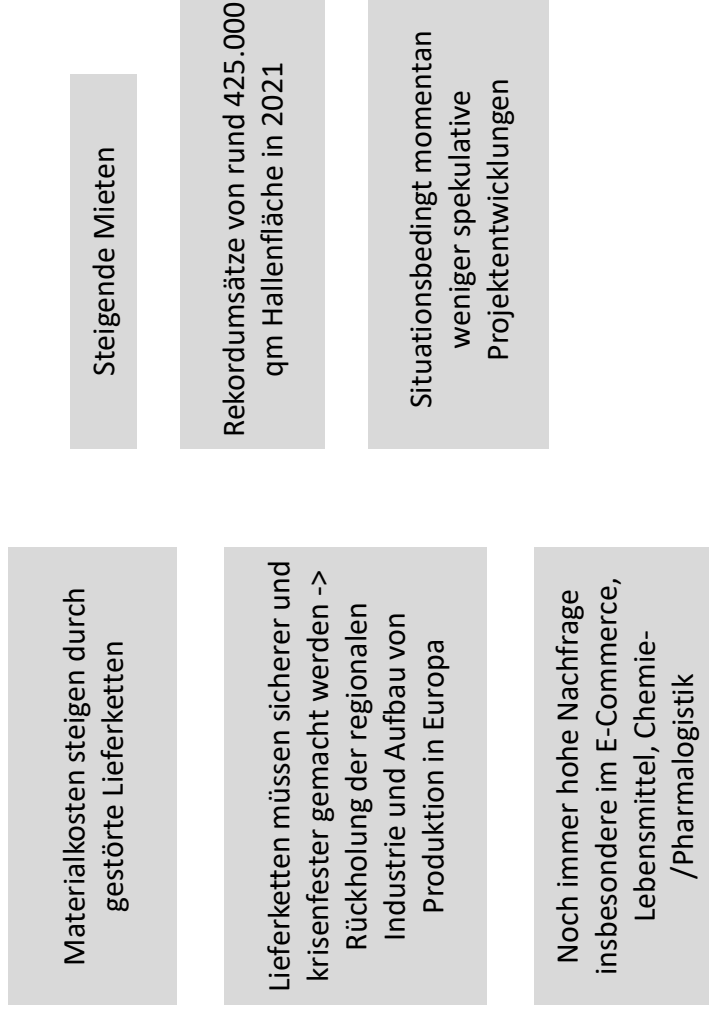 Materialkosten steigen durch
gestörte Lieferketten
Lieferketten müssen sicherer und
krisenfester gemacht werden ->
Rückholung der regionalen
Industrie und Aufbau von
Produktion in Europa
Noch immer hohe Nachfrage
insbesondere im E-Commerce,
Lebensmittel, Chemie-
/Pharmalogistik
Steigende Mieten
Rekordumsätze von rund 425.000
qm Hallenfläche in 2021
Situationsbedingt momentan
weniger spekulative
Projektentwicklungen